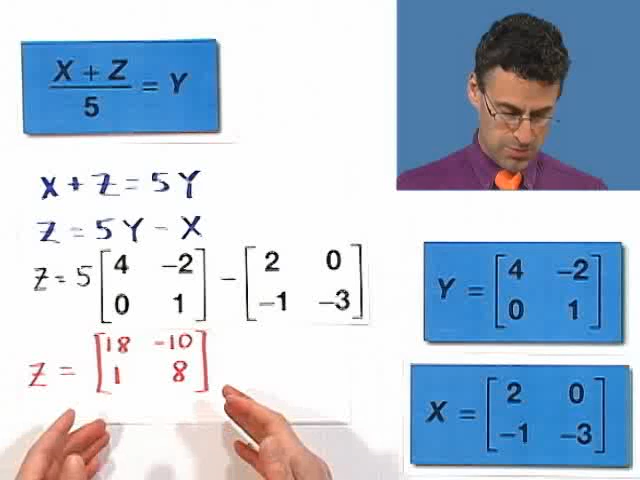 X + Z
5 = Y
X + Z = 5Y
Z = 5Y - X
Z = 5 [4 -2 0 1] - [2 0 -1 -3]
Z = [18 -10 1 8]
Y = [4 -2 0 1]
X = [2 0 -1 -3]